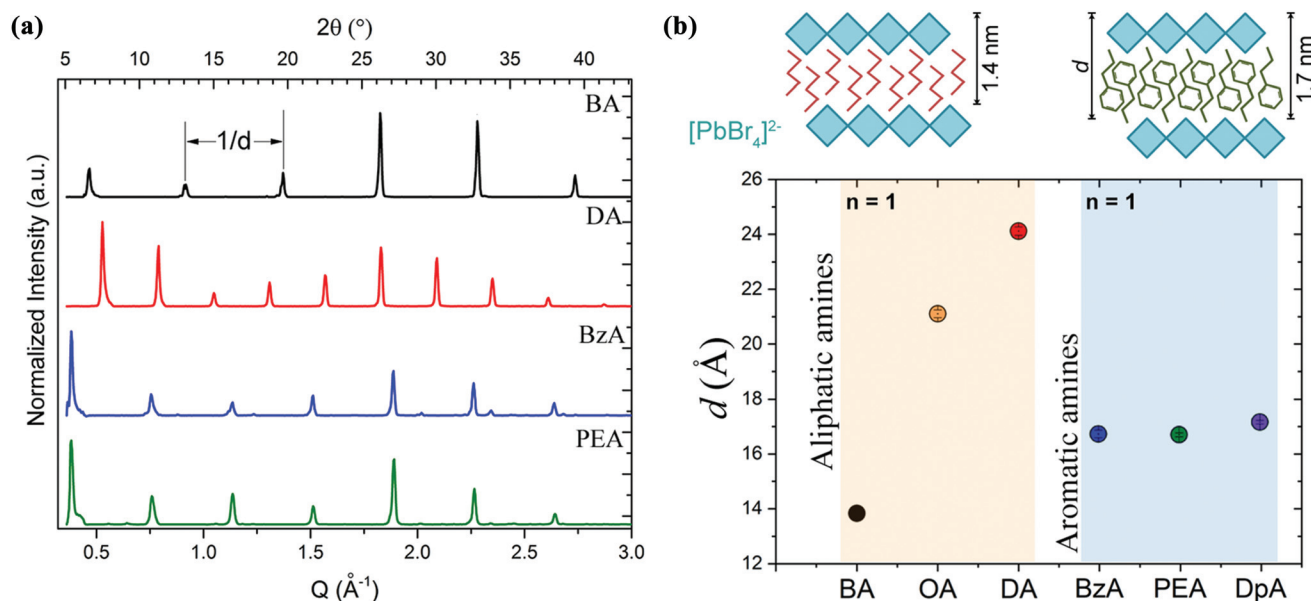 (a)
2θ (°)
5 10 15 20 25 30 35 40
BA
1/d
DA
BzA
PEA
Normalized Intensity (a.u.)
0.5 1.0 1.5 2.0 2.5 3.0
Q (Å⁻¹)
(b)
1.4 nm
d
1.7 nm
[PbBr₄]²⁻
26
24
22
20
18
16
14
12
d (Å)
n = 1
Aliphatic amines
n = 1
Aromatic amines
BA OA DA BzA PEA DpA